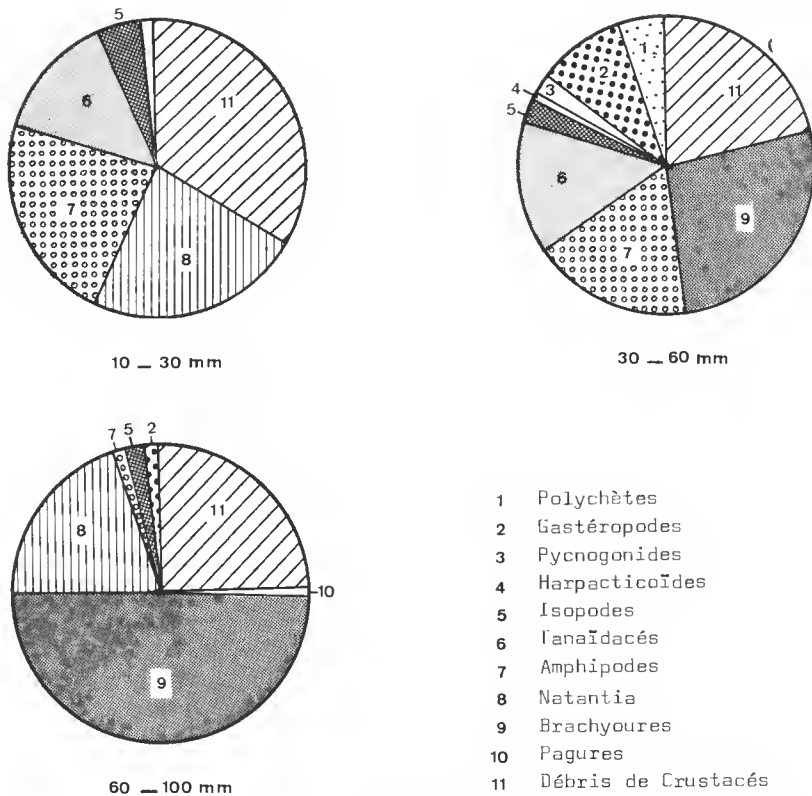 5
6
11
7
8
10 — 30 mm
1
2
3
4
5
11
6
9
7
30 — 60 mm
7 5 2
8
11
10
9
60 — 100 mm
1 Polychètes
2 Gastéropodes
3 Pycnogonides
4 Harpacticoïdes
5 Isopodes
6 Tanaïdacés
7 Amphipodes
8 Natantia
9 Brachyoures
10 Pagures
11 Débris de Crustacés